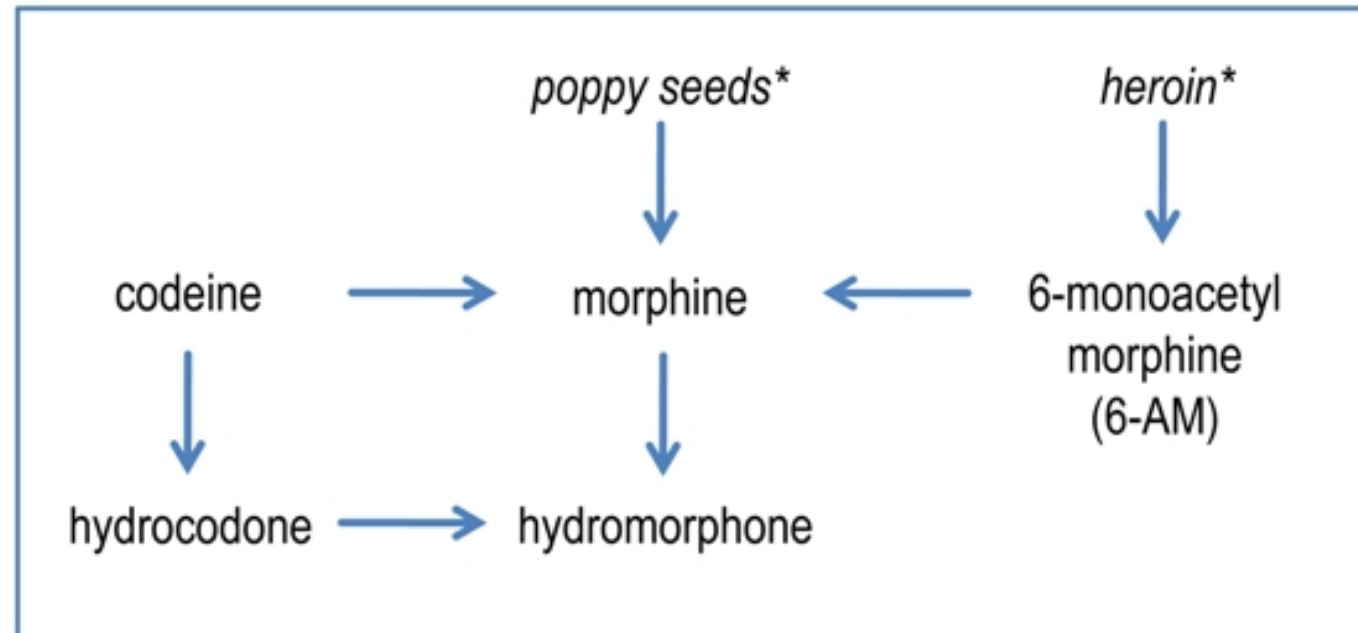 poppy seeds*
heroin*
codeine
morphine
6-monoacetyl
morphine
(6-AM)
hydrocodone
hydromorphone